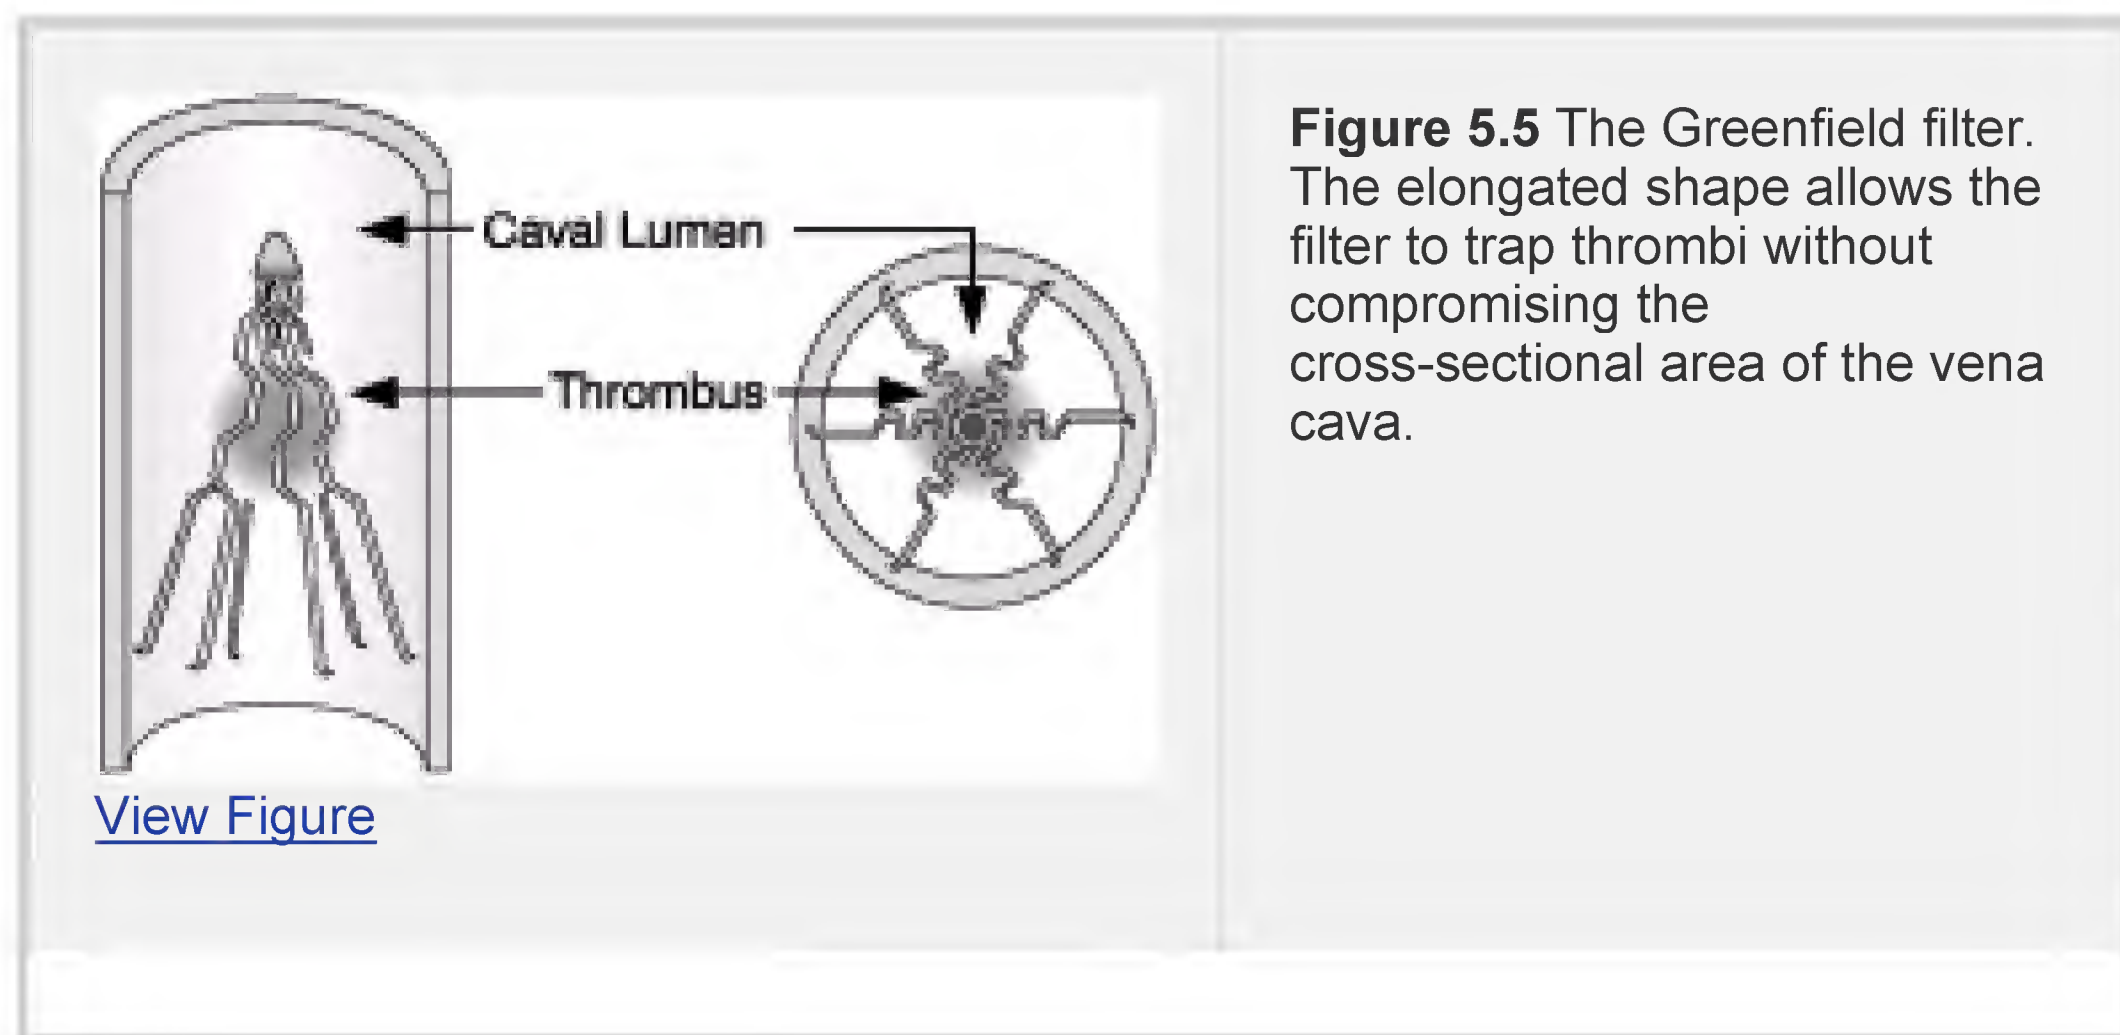 Caval Lumen
Thrombus
View Figure
Figure 5.5 The Greenfield filter.
The elongated shape allows the
filter to trap thrombi without
compromising the
cross-sectional area of the vena
cava.